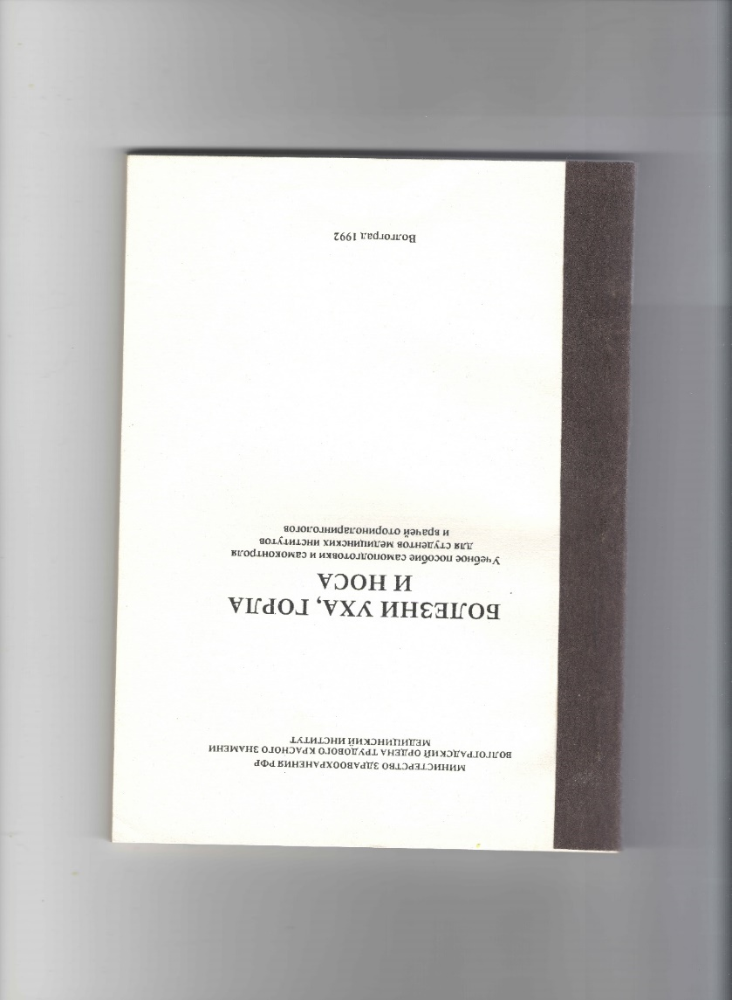 МИНИСТЕРСТВО ЗДРАВООХРАНЕНИЯ РФР
ВОЛГОГРАДСКИЙ ОРДЕНА ТРУДОВОГО КРАСНОГО ЗНАМЕНИ
МЕДИЦИНСКИЙ ИНСТИТУТ
БОЛЕЗНИ УХА, ГОРЛА
И НОСА
Учебное пособие самоподготовки и самоконтроля
для студентов медицинских институтов
и врачей оториноларингологов
Волгоград 1992